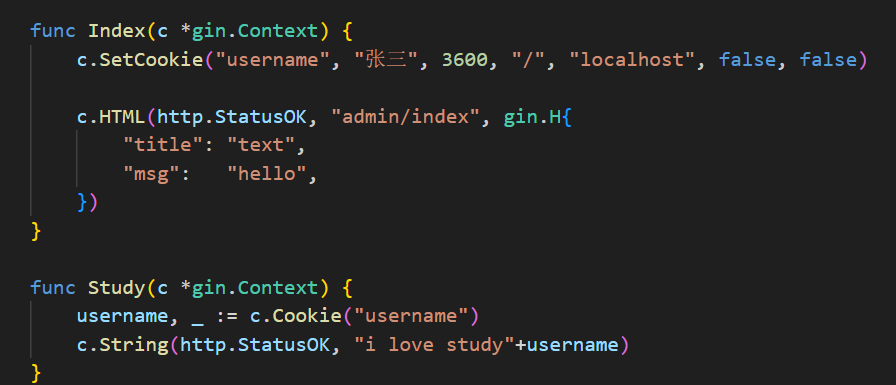 func Index(c *gin.Context) {
    c.SetCookie("username", "张三", 3600, "/", "localhost", false, false)
    c.HTML(http.StatusOK, "admin/index", gin.H{
        "title": "text",
        "msg":   "hello",
    })
}
func Study(c *gin.Context) {
    username, _ := c.Cookie("username")
    c.String(http.StatusOK, "i love study"+username)
}